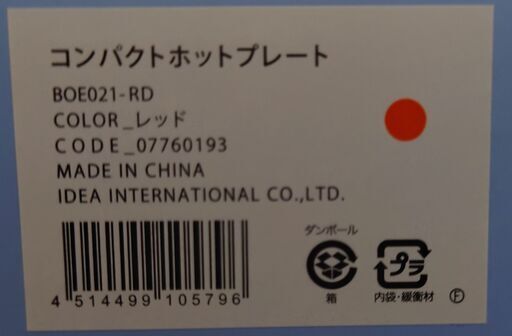 コンパクトホットプレート
BOE021-RD
COLOR_レッド
CODE_07760193
MADE IN CHINA
IDEA INTERNATIONAL CO.,LTD.
ダンボール
箱
プラ
内袋・緩衝材
F
4 514499 105796